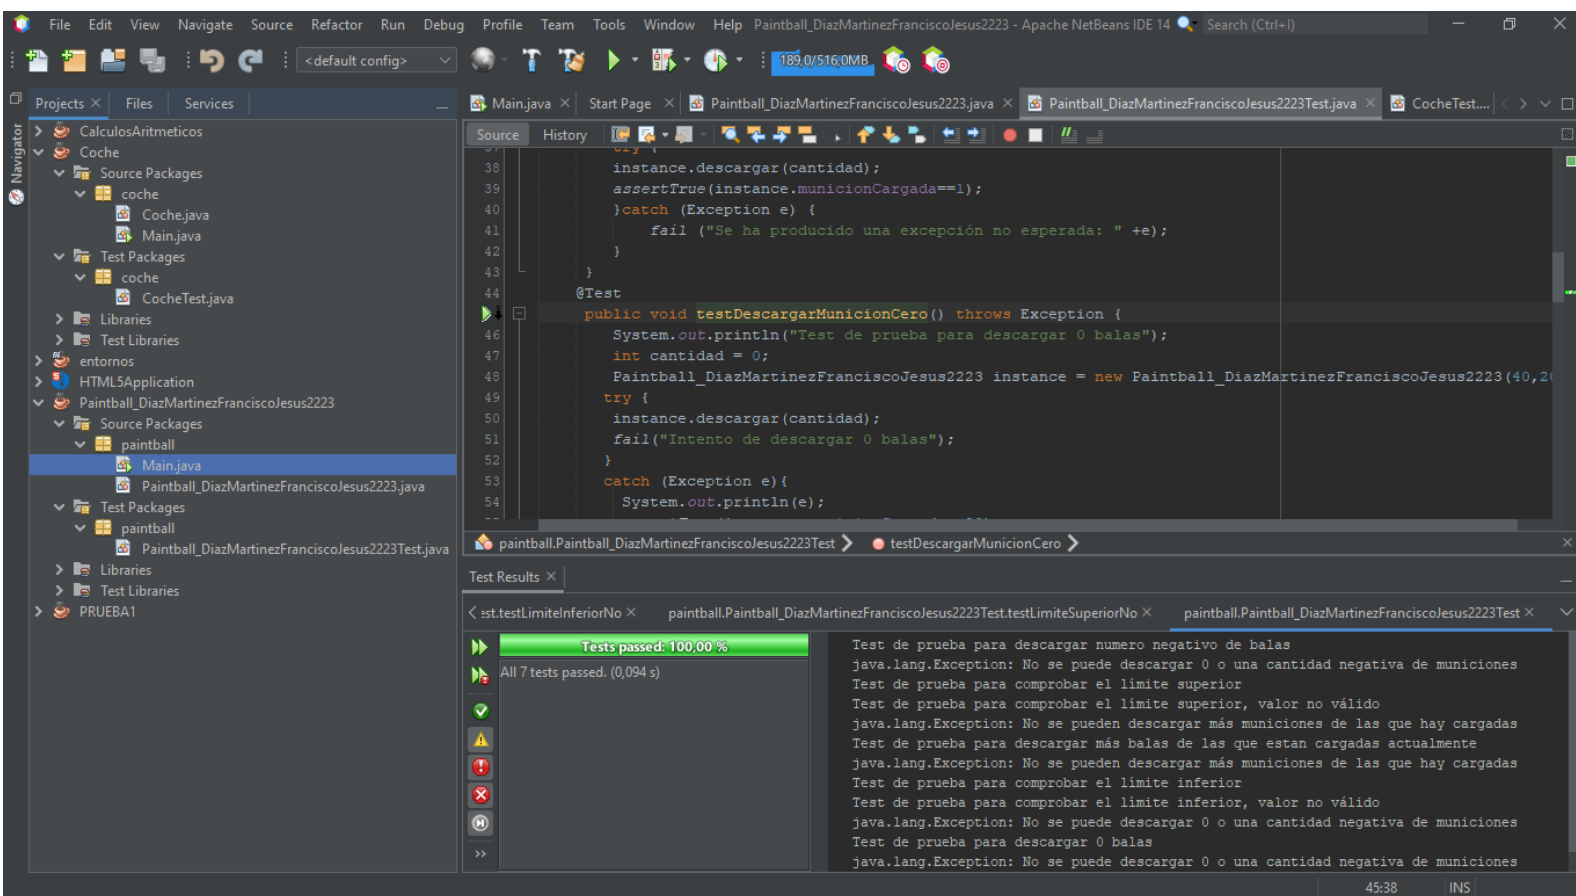 File Edit View Navigate Source Refactor Run Debug Profile Team Tools Window Help Paintball_DiazMartinezFranciscoJesus2223 - Apache NetBeans IDE 14 Search (Ctrl+I)
<default config> 189,0/516,0MB
Projects Files Services
Main.java Start Page Paintball_DiazMartinezFranciscoJesus2223.java Paintball_DiazMartinezFranciscoJesus2223Test.java CocheTest....
Navigator
CalculosAritmeticos
Coche
Source Packages
coche
Coche.java
Main.java
Test Packages
coche
CocheTest.java
Libraries
Test Libraries
entornos
HTML5Application
Paintball_DiazMartinezFranciscoJesus2223
Source Packages
paintball
Main.java
Paintball_DiazMartinezFranciscoJesus2223.java
Test Packages
paintball
Paintball_DiazMartinezFranciscoJesus2223Test.java
Libraries
Test Libraries
PRUEBA1
Source History
37 try {
38 instance.descargar(cantidad);
39 assertTrue(instance.municionCargada==1);
40 }catch (Exception e) {
41 fail ("Se ha producido una excepción no esperada: " +e);
42 }
43 }
44 @Test
public void testDescargarMunicionCero() throws Exception {
46 System.out.println("Test de prueba para descargar 0 balas");
47 int cantidad = 0;
48 Paintball_DiazMartinezFranciscoJesus2223 instance = new Paintball_DiazMartinezFranciscoJesus2223(40,20
49 try {
50 instance.descargar(cantidad);
51 fail("Intento de descargar 0 balas");
52 }
53 catch (Exception e){
54 System.out.println(e);
paintball.Paintball_DiazMartinezFranciscoJesus2223Test testDescargarMunicionCero
Test Results
est.testLimiteInferiorNo paintball.Paintball_DiazMartinezFranciscoJesus2223Test.testLimiteSuperiorNo paintball.Paintball_DiazMartinezFranciscoJesus2223Test
Tests passed: 100,00 %
All 7 tests passed. (0,094 s)
Test de prueba para descargar numero negativo de balas
java.lang.Exception: No se puede descargar 0 o una cantidad negativa de municiones
Test de prueba para comprobar el límite superior
Test de prueba para comprobar el límite superior, valor no válido
java.lang.Exception: No se pueden descargar más municiones de las que hay cargadas
Test de prueba para descargar más balas de las que estan cargadas actualmente
java.lang.Exception: No se pueden descargar más municiones de las que hay cargadas
Test de prueba para comprobar el límite inferior
Test de prueba para comprobar el límite inferior, valor no válido
java.lang.Exception: No se puede descargar 0 o una cantidad negativa de municiones
Test de prueba para descargar 0 balas
java.lang.Exception: No se puede descargar 0 o una cantidad negativa de municiones
45:38 INS